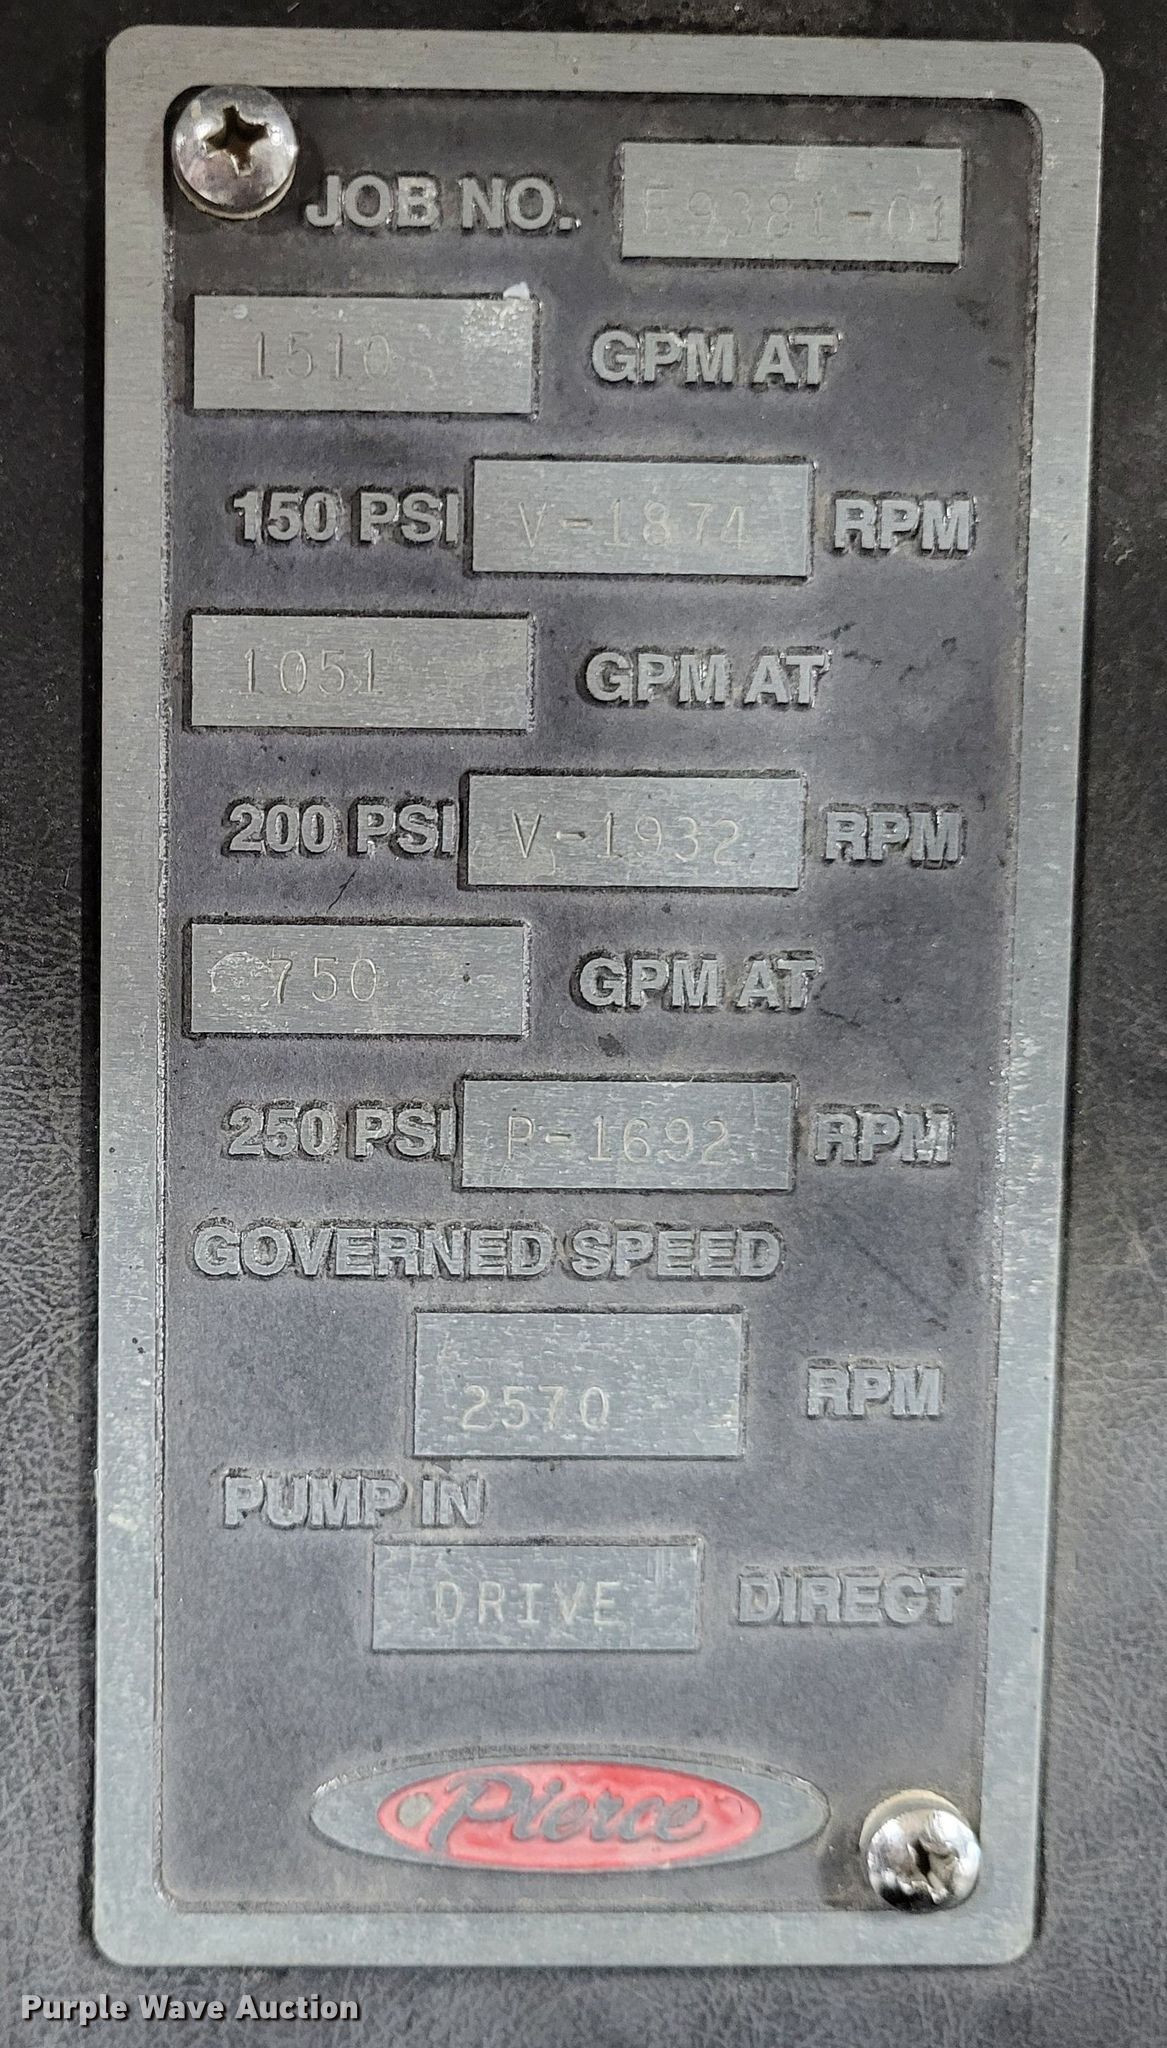 JOB NO. E9381-01
1510 GPM AT
150 PSI V-1874 RPM
1051 GPM AT
200 PSI V-1932 RPM
750 GPM AT
250 PSI P-1692 RPM
GOVERNED SPEED
2570 RPM
PUMP IN
DRIVE DIRECT
Pierce
Purple Wave Auction